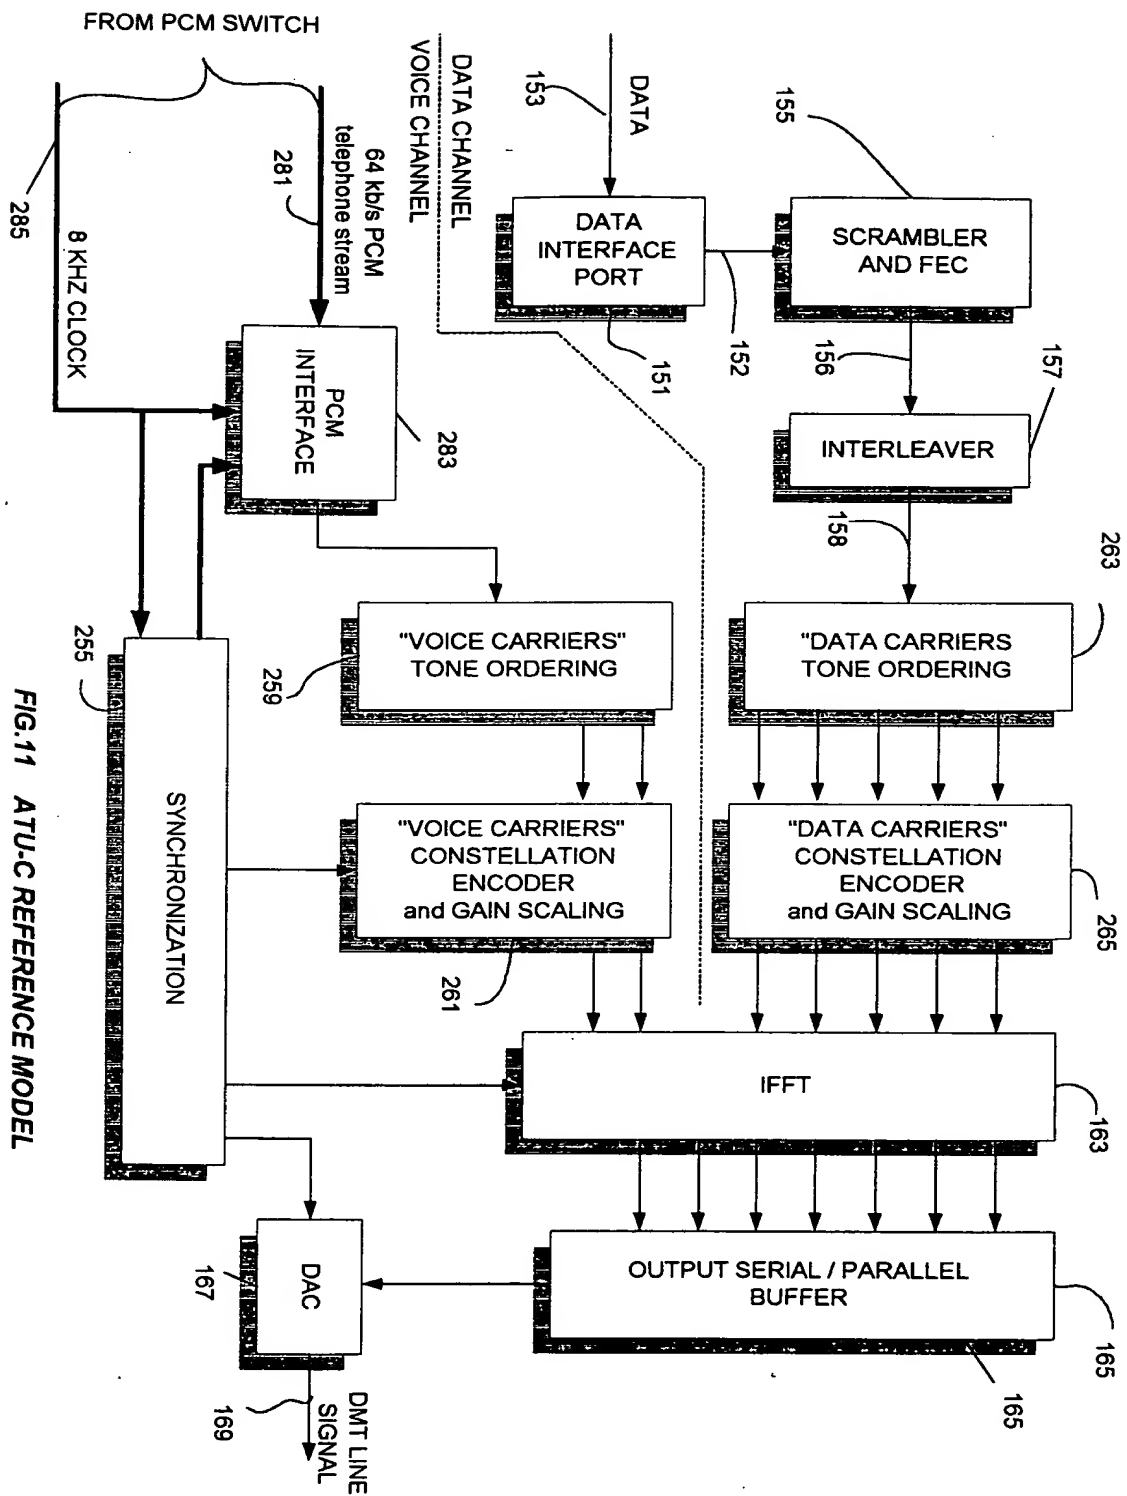 FROM PCM SWITCH
285
8 KHZ CLOCK
281
64 kb/s PCM
telephone stream
VOICE CHANNEL
DATA CHANNEL
153
DATA
155
DATA
INTERFACE
PORT
151
152
SCRAMBLER
AND FEC
156
157
PCM
INTERFACE
283
INTERLEAVER
158
263
255
259
"VOICE CARRIERS"
TONE ORDERING
"DATA CARRIERS
TONE ORDERING
SYNCHRONIZATION
"VOICE CARRIERS"
CONSTELLATION
ENCODER
and GAIN SCALING
261
"DATA CARRIERS"
CONSTELLATION
ENCODER
and GAIN SCALING
265
IFFT
163
167
DAC
OUTPUT SERIAL / PARALLEL
BUFFER
165
165
169
DMT LINE
SIGNAL
FIG.11 ATU-C REFERENCE MODEL